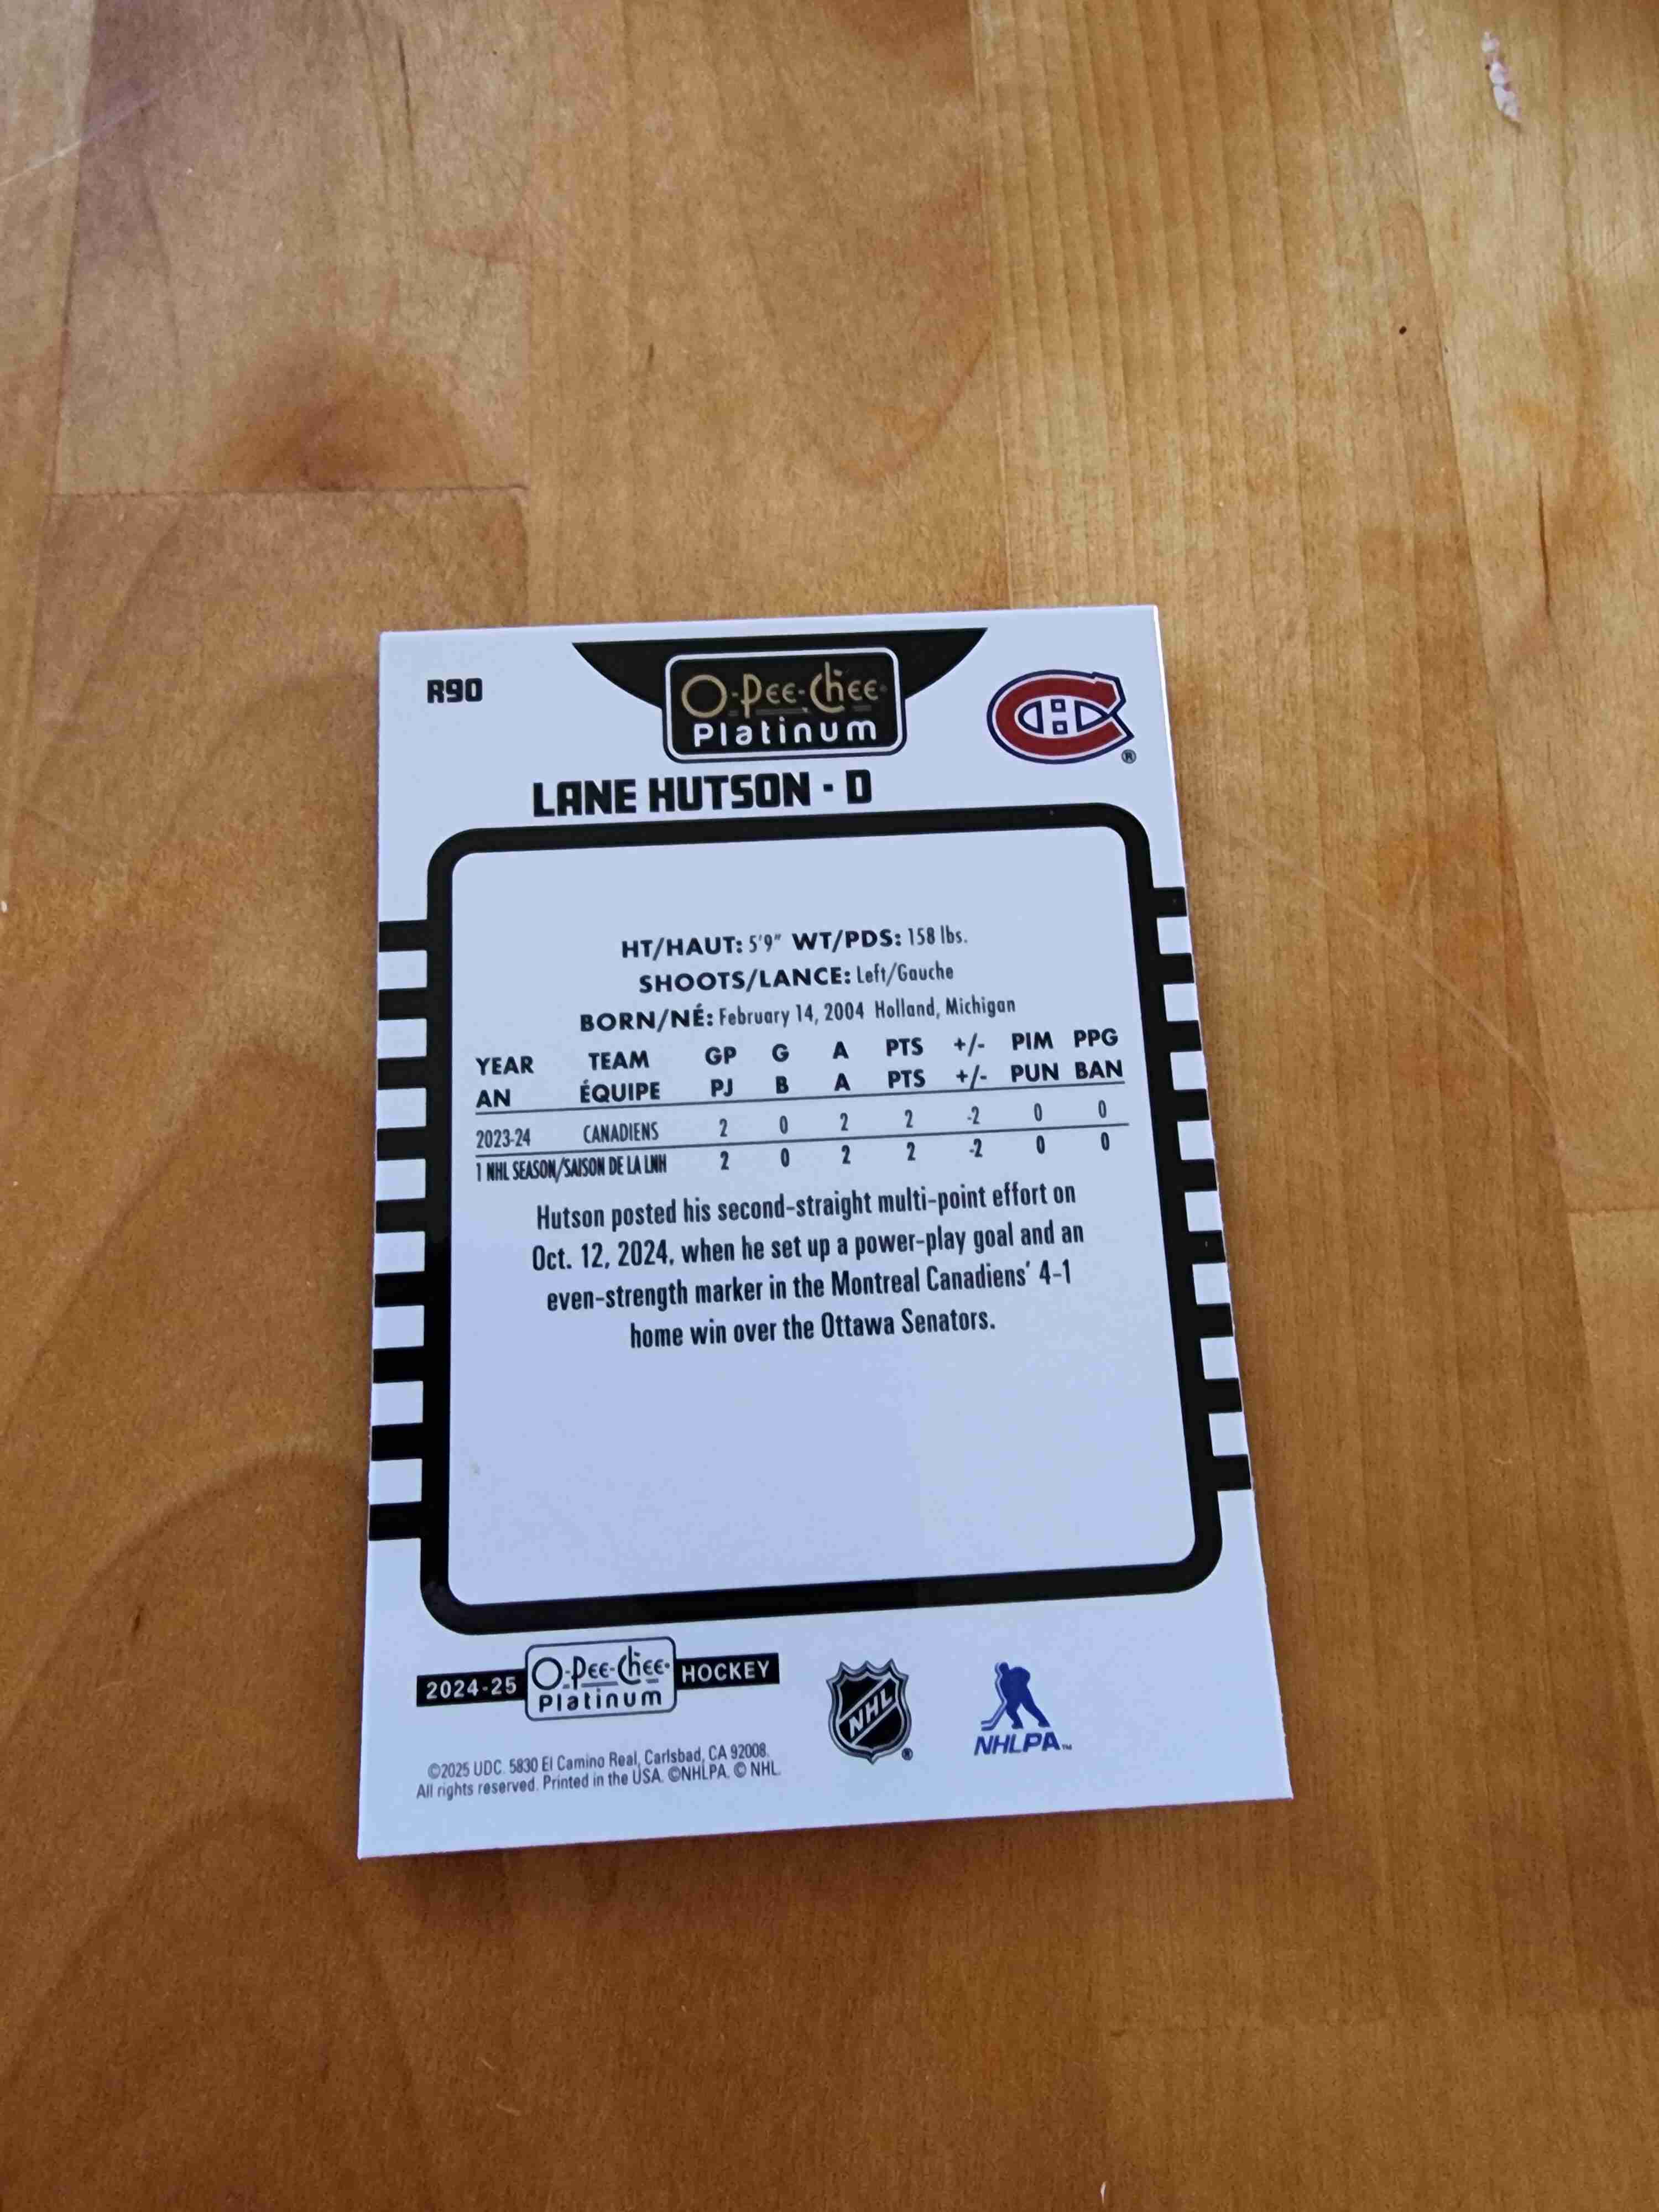 R90
O-Pee-Chee
Platinum
LANE HUTSON - D
HT/HAUT: 5'9" WT/PDS: 158 lbs.
SHOOTS/LANCE: Left/Gauche
BORN/NÉ: February 14, 2004 Holland, Michigan
YEAR TEAM GP G A PTS +/- PIM PPG
AN ÉQUIPE PJ B A PTS +/- PUN BAN
2023-24 CANADIENS 2 0 2 2 -2 0 0
1 NHL SEASON/SAISON DE LA LNH 2 0 2 2 -2 0 0
Hutson posted his second-straight multi-point effort on
Oct. 12, 2024, when he set up a power-play goal and an
even-strength marker in the Montreal Canadiens' 4-1
home win over the Ottawa Senators.
2024-25 O-Pee-Chee Platinum HOCKEY
NHL ®
NHLPA™
©2025 UDC. 5830 El Camino Real, Carlsbad, CA 92008.
All rights reserved. Printed in the USA. ©NHLPA. © NHL.